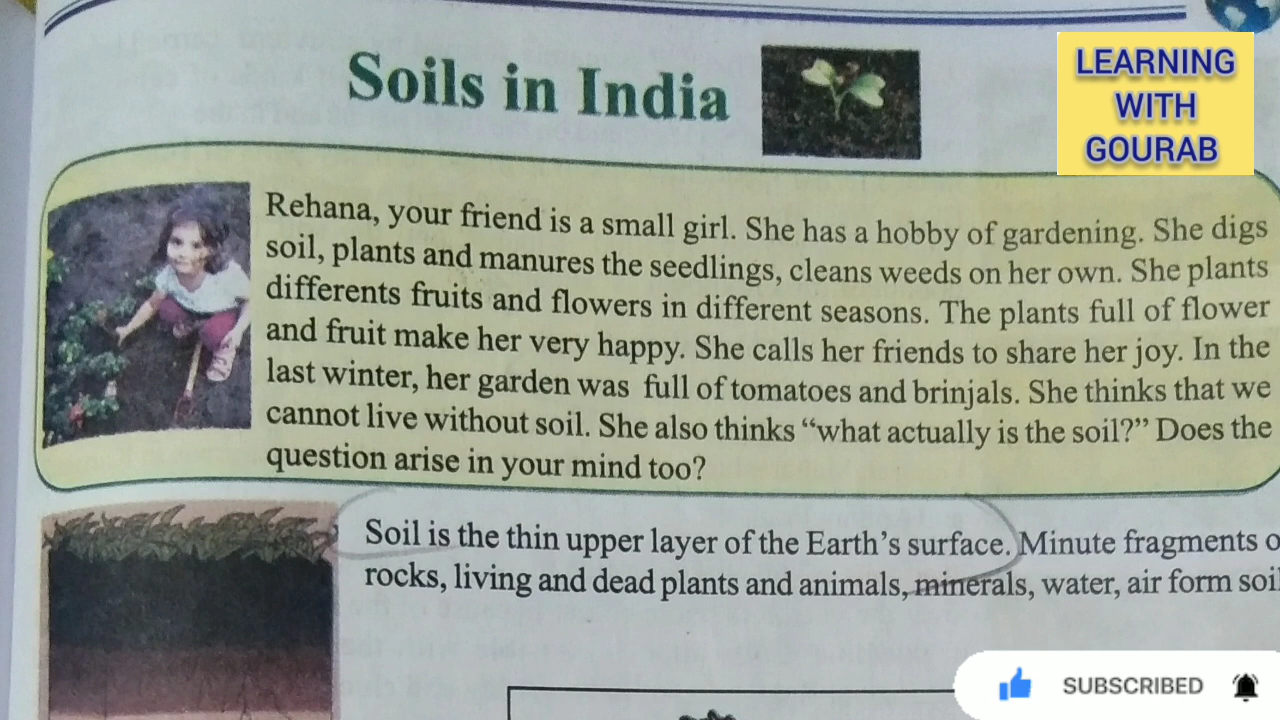 Soils in India
LEARNING
WITH
GOURAB
Rehana, your friend is a small girl. She has a hobby of gardening. She digs
soil, plants and manures the seedlings, cleans weeds on her own. She plants
differents fruits and flowers in different seasons. The plants full of flower
and fruit make her very happy. She calls her friends to share her joy. In the
last winter, her garden was full of tomatoes and brinjals. She thinks that we
cannot live without soil. She also thinks “what actually is the soil?” Does the
question arise in your mind too?
Soil is the thin upper layer of the Earth’s surface. Minute fragments o
rocks, living and dead plants and animals, minerals, water, air form soil
SUBSCRIBED